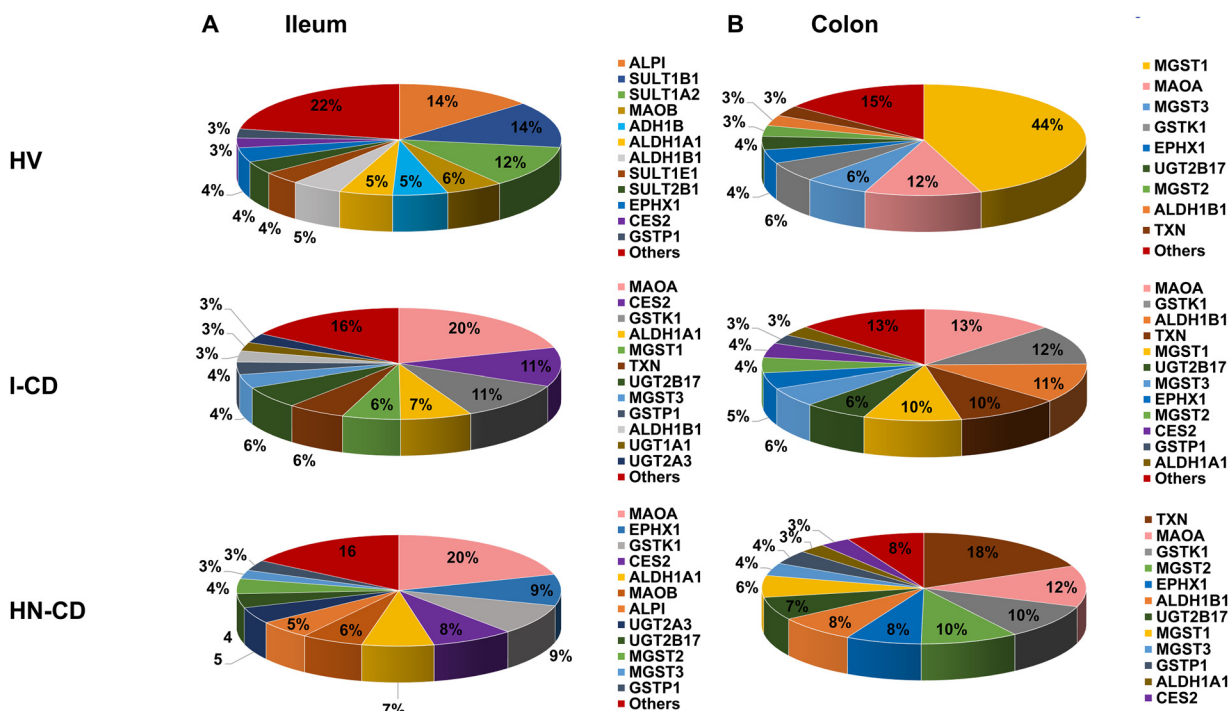 A Ileum B Colon
HV
22%
14%
14%
12%
6%
5%
5%
5%
4%
4%
4%
3%
3%
ALPI
SULT1B1
SULT1A2
MAOB
ADH1B
ALDH1A1
ALDH1B1
SULT1E1
SULT2B1
EPHX1
CES2
GSTP1
Others
15%
44%
12%
6%
6%
4%
3%
3%
3%
MGST1
MAOA
MGST3
GSTK1
EPHX1
UGT2B17
MGST2
ALDH1B1
TXN
Others
I-CD
16%
20%
11%
11%
7%
6%
6%
6%
4%
4%
3%
3%
3%
MAOA
CES2
GSTK1
ALDH1A1
MGST1
TXN
UGT2B17
MGST3
GSTP1
ALDH1B1
UGT1A1
UGT2A3
Others
13%
13%
12%
11%
10%
10%
6%
6%
5%
4%
4%
3%
3%
MAOA
GSTK1
ALDH1B1
TXN
MGST1
UGT2B17
MGST3
EPHX1
MGST2
CES2
GSTP1
ALDH1A1
Others
HN-CD
16
20%
9%
9%
8%
7%
6%
5%
5
4
4%
3%
3%
MAOA
EPHX1
GSTK1
CES2
ALDH1A1
MAOB
ALPI
UGT2A3
UGT2B17
MGST2
MGST3
GSTP1
Others
8%
18%
12%
10%
10%
8%
8%
7%
6%
4%
4%
3%
3%
TXN
MAOA
GSTK1
MGST2
EPHX1
ALDH1B1
UGT2B17
MGST1
MGST3
GSTP1
ALDH1A1
CES2